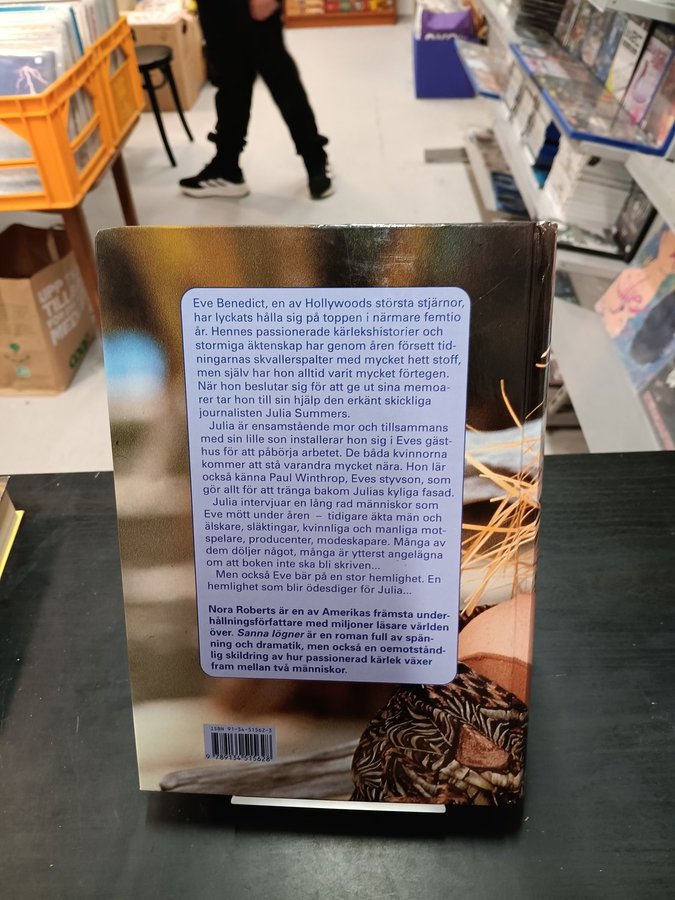 Eve Benedict, en av Hollywoods största stjärnor,
har lyckats hålla sig på toppen i närmare femtio
år. Hennes passionerade kärlekshistorier och
stormiga äktenskap har genom åren försett tid-
ningarnas skvallerspalter med mycket hett stoff,
men själv har hon alltid varit mycket förtegen.
När hon beslutar sig för att ge ut sina memoa-
rer tar hon till sin hjälp den erkänt skickliga
journalisten Julia Summers.
Julia är ensamstående mor och tillsammans
med sin lille son installerar hon sig i Eves gäst-
hus för att påbörja arbetet. De båda kvinnorna
kommer att stå varandra mycket nära. Hon lär
också känna Paul Winthrop, Eves styvson, som
gör allt för att tränga bakom Julias kyliga fasad.
Julia intervjuar en lång rad människor som
Eve mött under åren – tidigare äkta män och
älskare, släktingar, kvinnliga och manliga mot-
spelare, producenter, modeskapare. Många av
dem döljer något, många är ytterst angelägna
om att boken inte ska bli skriven...
Men också Eve bär på en stor hemlighet. En
hemlighet som blir ödesdiger för Julia...
Nora Roberts är en av Amerikas främsta under-
hållningsförfattare med miljoner läsare världen
över. Sanna lögner är en roman full av spän-
ning och dramatik, men också en oemotstånd-
lig skildring av hur passionerad kärlek växer
fram mellan två människor.
ISBN 91-34-51562-3
9 789134 515628